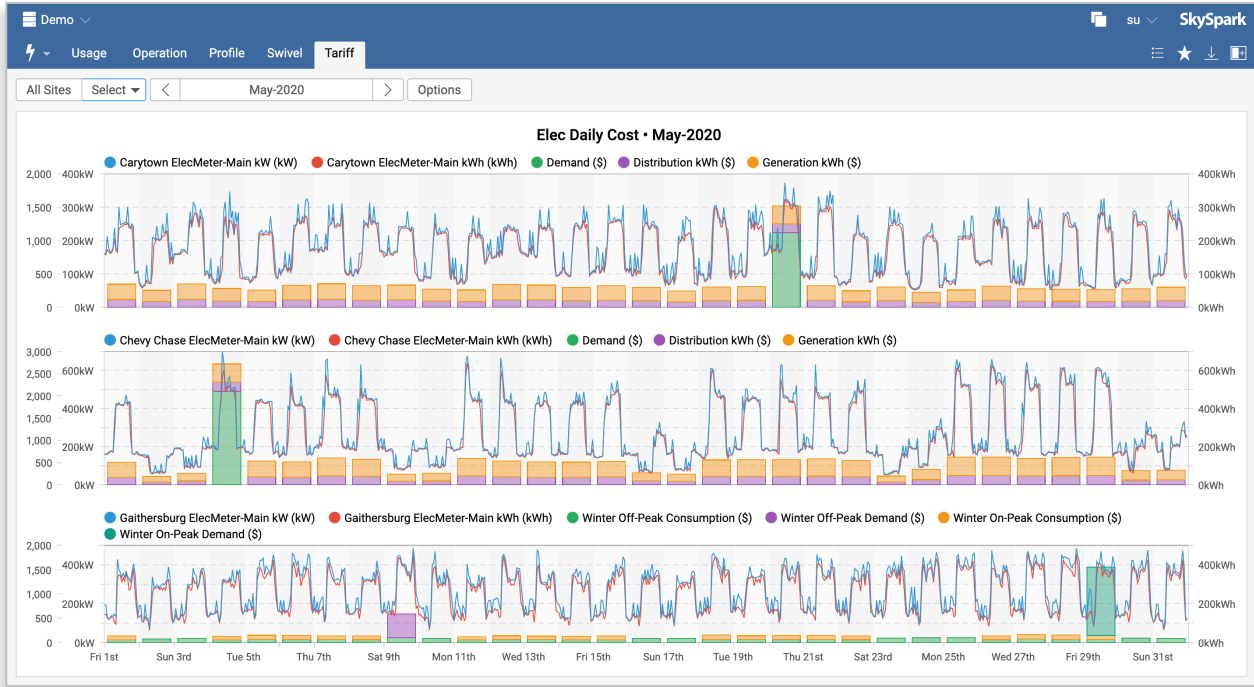 Demo su SkySpark
Usage Operation Profile Swivel Tariff
All Sites Select May-2020 Options
Elec Daily Cost • May-2020
Carytown ElecMeter-Main kW (kW) Carytown ElecMeter-Main kWh (kWh) Demand ($) Distribution kWh ($) Generation kWh ($)
2,000 400kW 400kWh
1,500 300kW 300kWh
1,000 200kW 200kWh
500 100kW 100kWh
0 0kW 0kWh
Chevy Chase ElecMeter-Main kW (kW) Chevy Chase ElecMeter-Main kWh (kWh) Demand ($) Distribution kWh ($) Generation kWh ($)
3,000
2,500 600kW 600kWh
2,000
1,500 400kW 400kWh
1,000 200kW 200kWh
500
0 0kW 0kWh
Gaithersburg ElecMeter-Main kW (kW) Gaithersburg ElecMeter-Main kWh (kWh) Winter Off-Peak Consumption ($) Winter Off-Peak Demand ($) Winter On-Peak Consumption ($)
Winter On-Peak Demand ($)
2,000
1,500 400kW 400kWh
1,000 200kW 200kWh
500
0 0kW 0kWh
Fri 1st Sun 3rd Tue 5th Thu 7th Sat 9th Mon 11th Wed 13th Fri 15th Sun 17th Tue 19th Thu 21st Sat 23rd Mon 25th Wed 27th Fri 29th Sun 31st